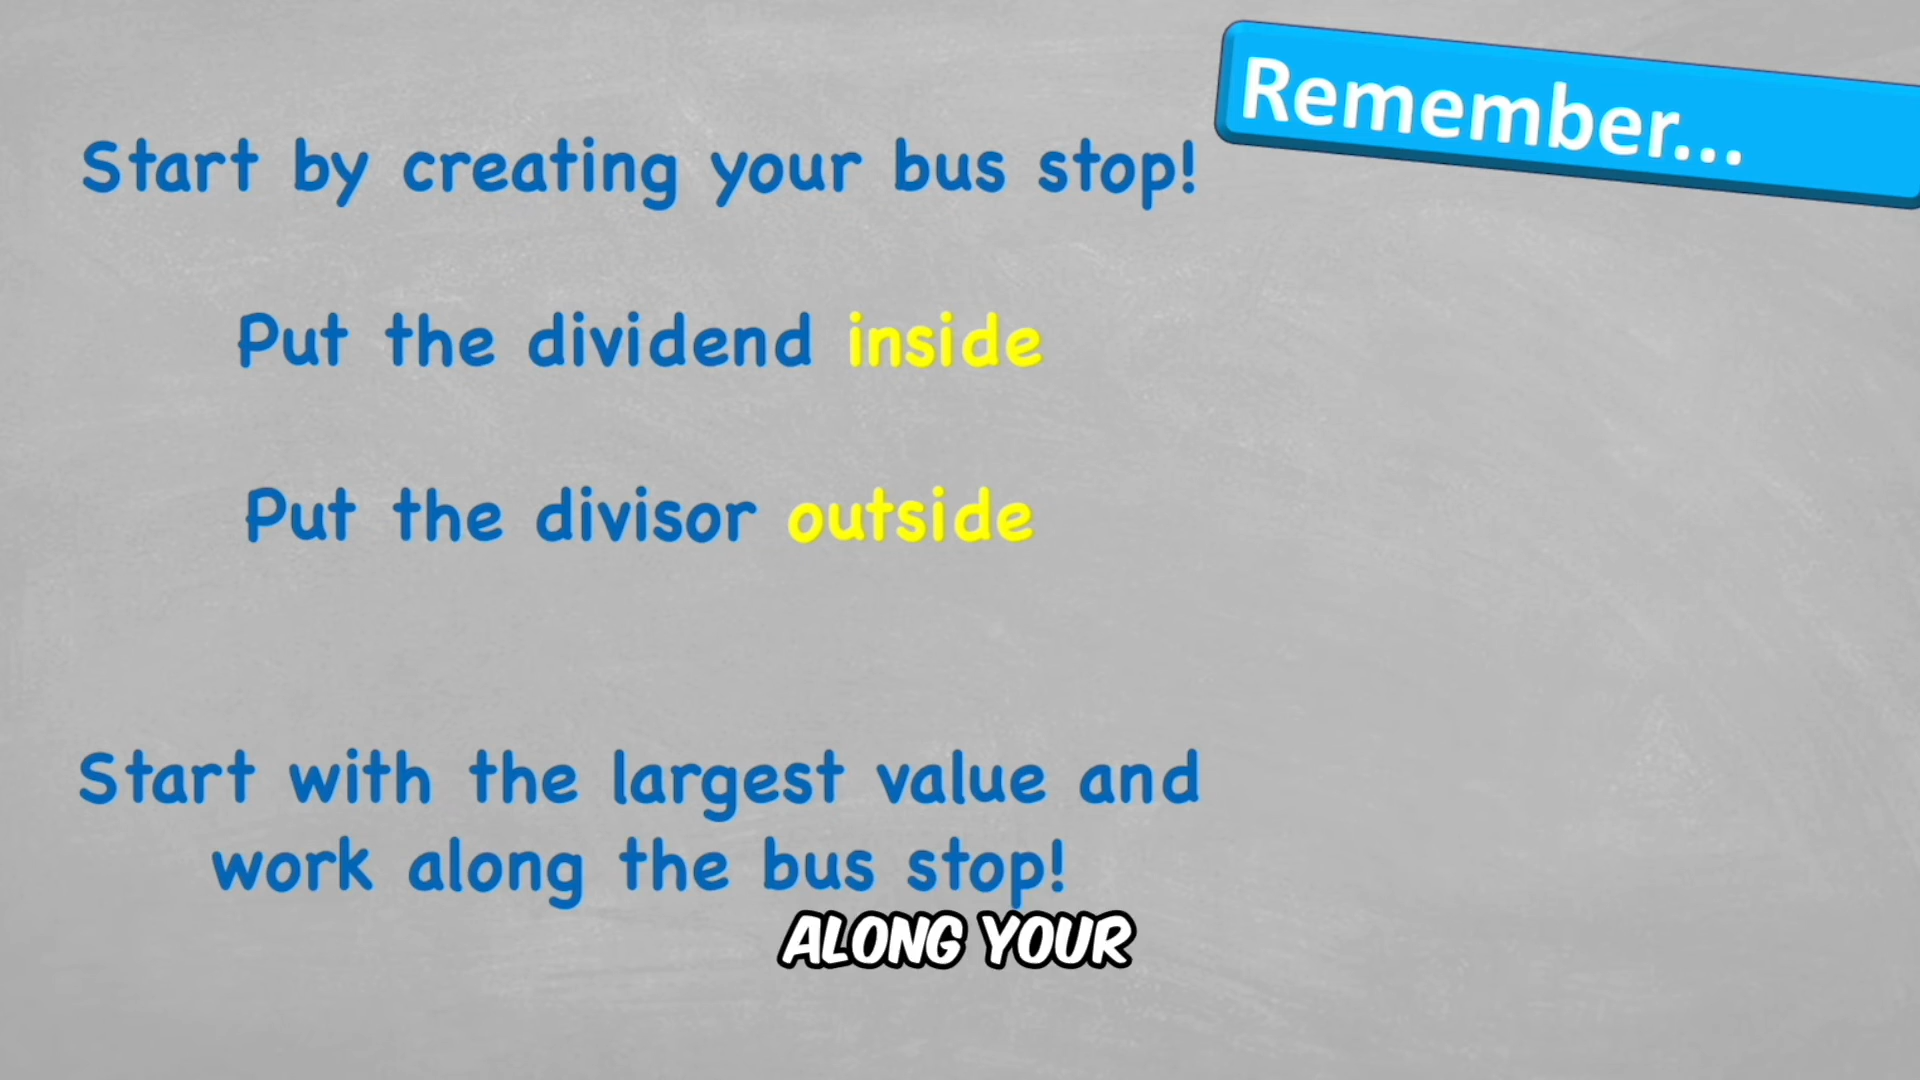 Remember...
Start by creating your bus stop!
Put the dividend inside
Put the divisor outside
Start with the largest value and
work along the bus stop!
ALONG YOUR